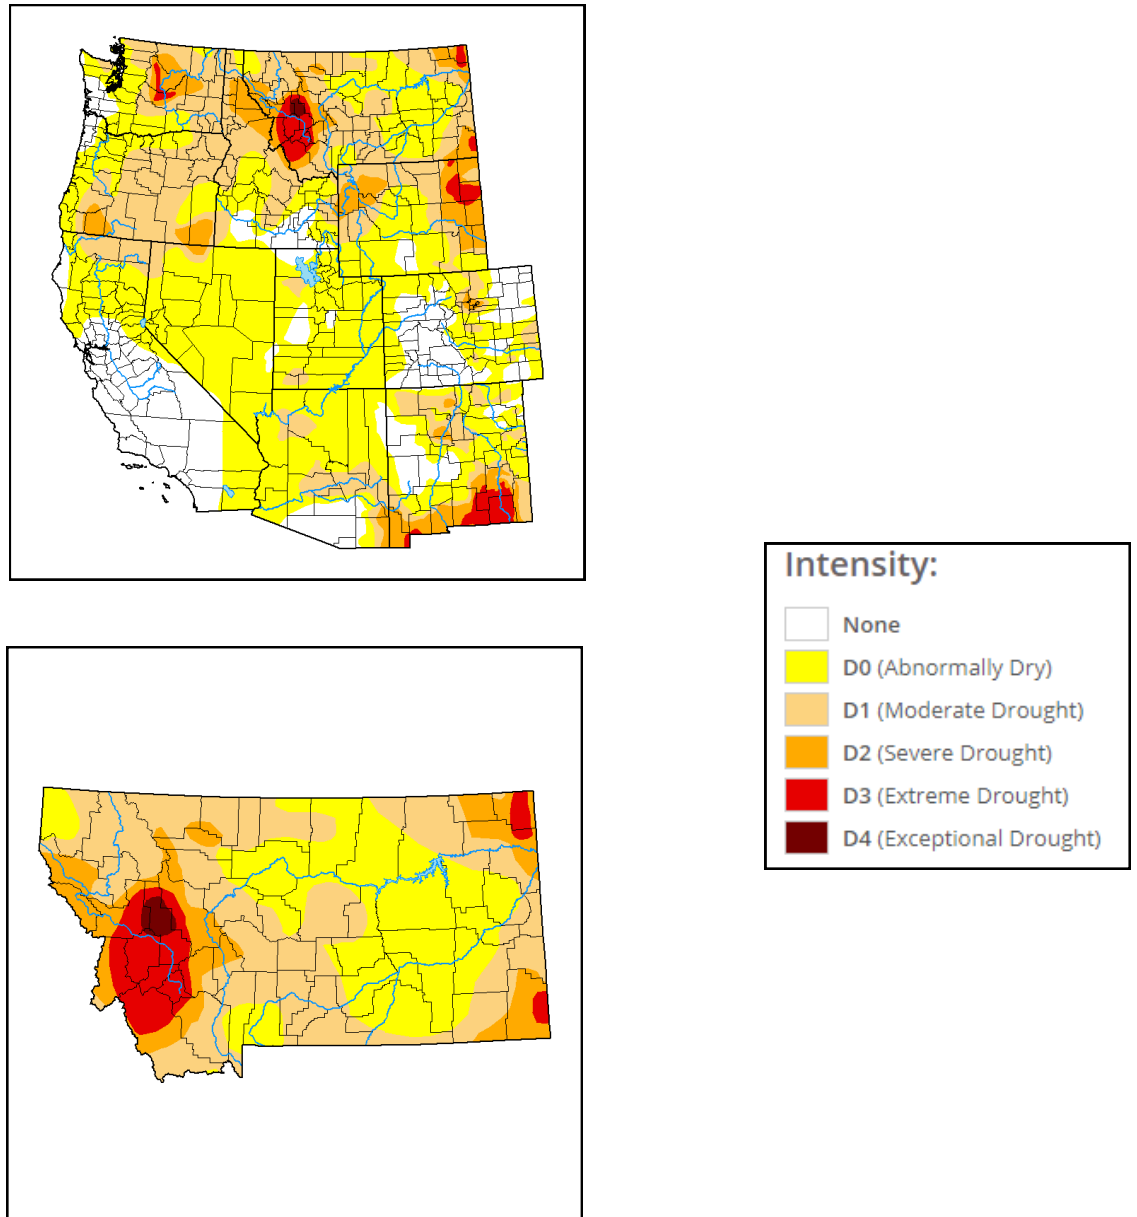 Intensity:
None
D0 (Abnormally Dry)
D1 (Moderate Drought)
D2 (Severe Drought)
D3 (Extreme Drought)
D4 (Exceptional Drought)